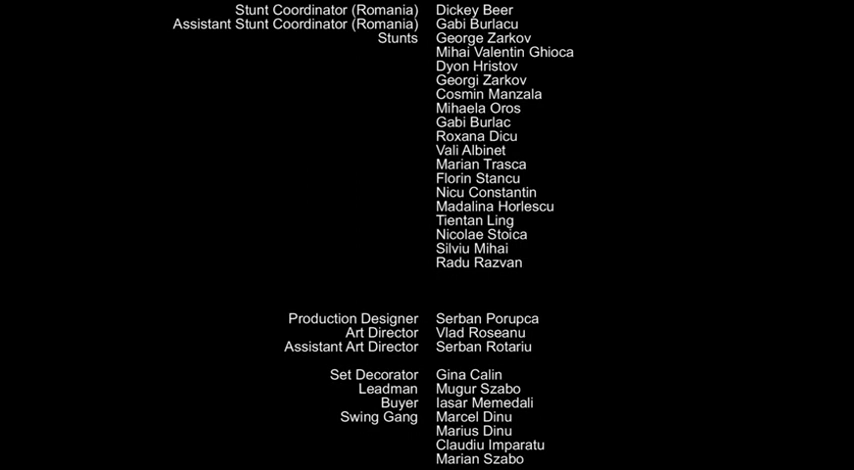 Stunt Coordinator (Romania) Dickey Beer
Assistant Stunt Coordinator (Romania) Gabi Burlacu
Stunts George Zarkov
Mihai Valentin Ghioca
Dyon Hristov
Georgi Zarkov
Cosmin Manzala
Mihaela Oros
Gabi Burlac
Roxana Dicu
Vali Albinet
Marian Trasca
Florin Stancu
Nicu Constantin
Madalina Horlescu
Tientan Ling
Nicolae Stoica
Silviu Mihai
Radu Razvan
Production Designer Serban Porupca
Art Director Vlad Roseanu
Assistant Art Director Serban Rotariu
Set Decorator Gina Calin
Leadman Mugur Szabo
Buyer Iasar Memedali
Swing Gang Marcel Dinu
Marius Dinu
Claudiu Imparatu
Marian Szabo